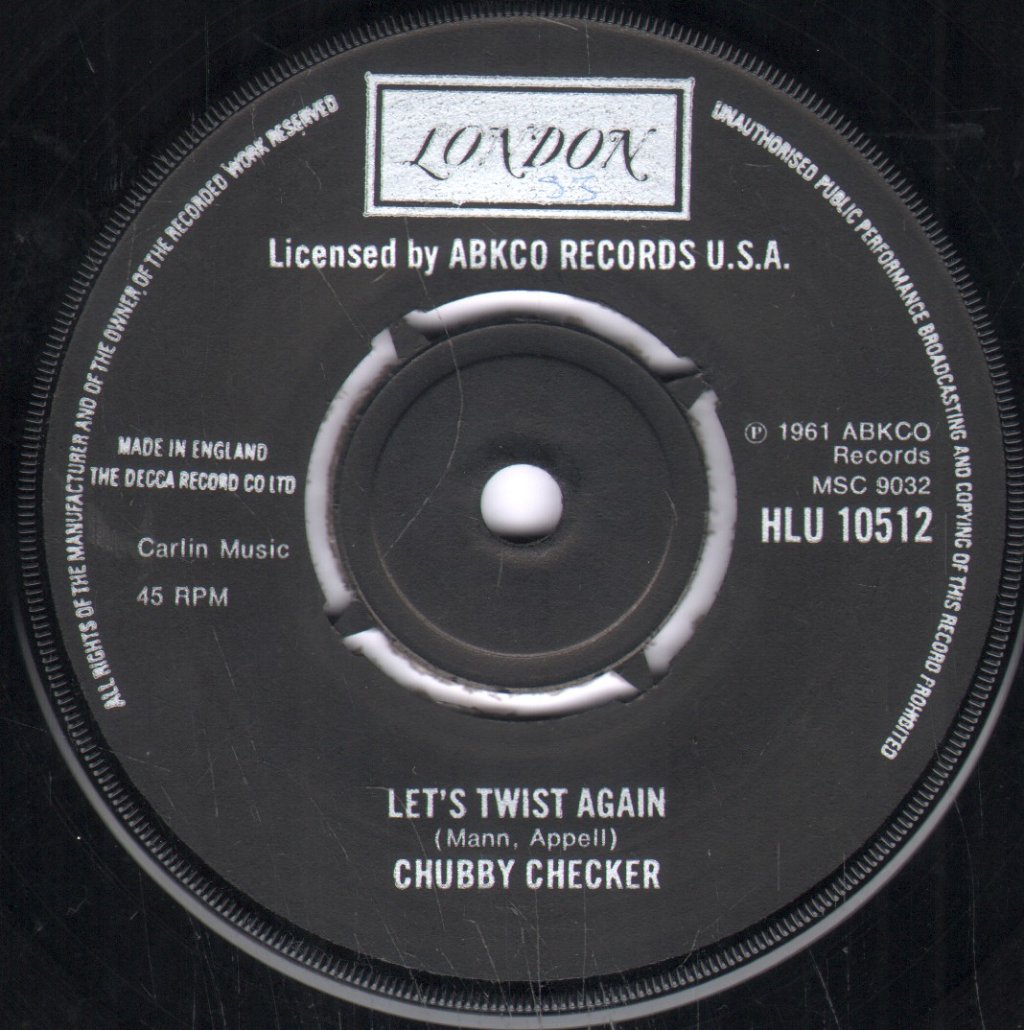 LONDON
Licensed by ABKCO RECORDS U.S.A.
ALL RIGHTS OF THE MANUFACTURER AND OF THE OWNER OF THE RECORDED WORK RESERVED
UNAUTHORISED PUBLIC PERFORMANCE BROADCASTING AND COPYING OF THIS RECORD PROHIBITED
MADE IN ENGLAND
THE DECCA RECORD CO LTD
Carlin Music
45 RPM
℗ 1961 ABKCO
Records
MSC 9032
HLU 10512
LET'S TWIST AGAIN
(Mann, Appell)
CHUBBY CHECKER